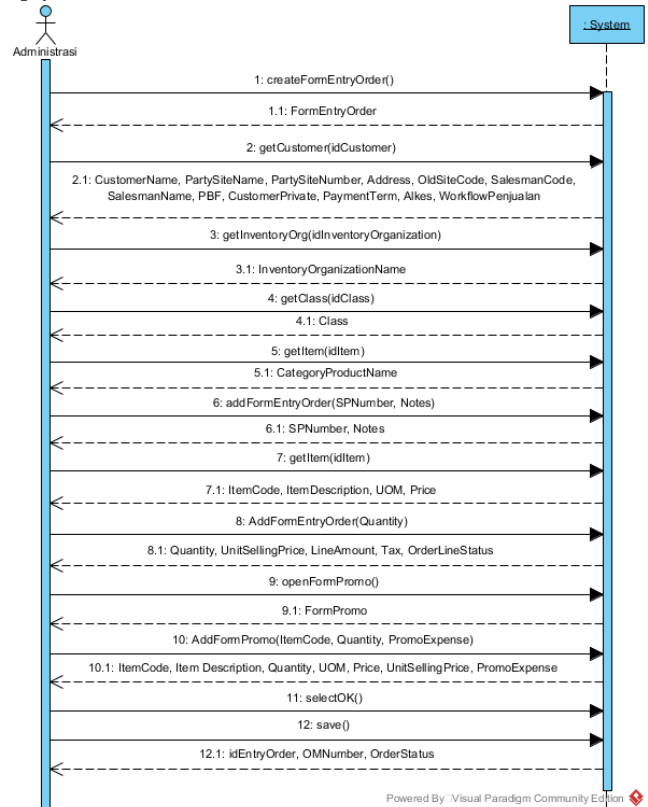 : System
Administrasi
1: createFormEntryOrder()
1.1: FormEntryOrder
2: getCustomer(idCustomer)
2.1: CustomerName, PartySiteName, PartySiteNumber, Address, OldSiteCode, SalesmanCode,
SalesmanName, PBF, CustomerPrivate, PaymentTerm, Alkes, WorkflowPenjualan
3: getInventoryOrg(idInventoryOrganization)
3.1: InventoryOrganizationName
4: getClass(idClass)
4.1: Class
5: getItem(idItem)
5.1: CategoryProductName
6: addFormEntryOrder(SPNumber, Notes)
6.1: SPNumber, Notes
7: getItem(idItem)
7.1: ItemCode, ItemDescription, UOM, Price
8: AddFormEntryOrder(Quantity)
8.1: Quantity, UnitSellingPrice, LineAmount, Tax, OrderLineStatus
9: openFormPromo()
9.1: FormPromo
10: AddFormPromo(ItemCode, Quantity, PromoExpense)
10.1: ItemCode, Item Description, Quantity, UOM, Price, UnitSellingPrice, PromoExpense
11: selectOK()
12: save()
12.1: idEntryOrder, OMNumber, OrderStatus
Powered By Visual Paradigm Community Edition